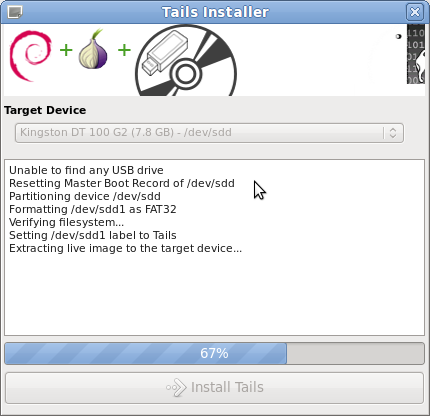 Tails Installer
Target Device
Kingston DT 100 G2 (7.8 GB) - /dev/sdd
Unable to find any USB drive
Resetting Master Boot Record of /dev/sdd
Partitioning device /dev/sdd
Formatting /dev/sdd1 as FAT32
Verifying filesystem...
Setting /dev/sdd1 label to Tails
Extracting live image to the target device...
67%
Install Tails